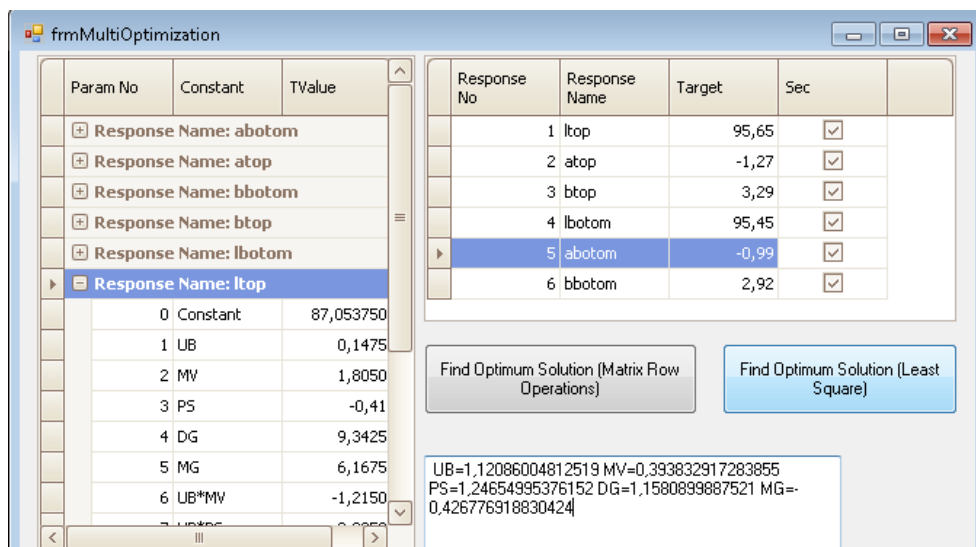 frmMultiOptimization
Param No Constant TValue
Response Name: abotom
Response Name: atop
Response Name: bbotom
Response Name: btop
Response Name: lbotom
Response Name: ltop
0 Constant 87,053750
1 UB 0,1475
2 MV 1,8050
3 PS -0,41
4 DG 9,3425
5 MG 6,1675
6 UB*MV -1,2150
Response No Response Name Target Sec
1 ltop 95,65
2 atop -1,27
3 btop 3,29
4 lbotom 95,45
5 abotom -0,99
6 bbotom 2,92
Find Optimum Solution (Matrix Row
Operations)
Find Optimum Solution (Least
Square)
UB=1,12086004812519 MV=0,393832917283855
PS=1,24654995376152 DG=1,1580899887521 MG=-
0,426776918830424